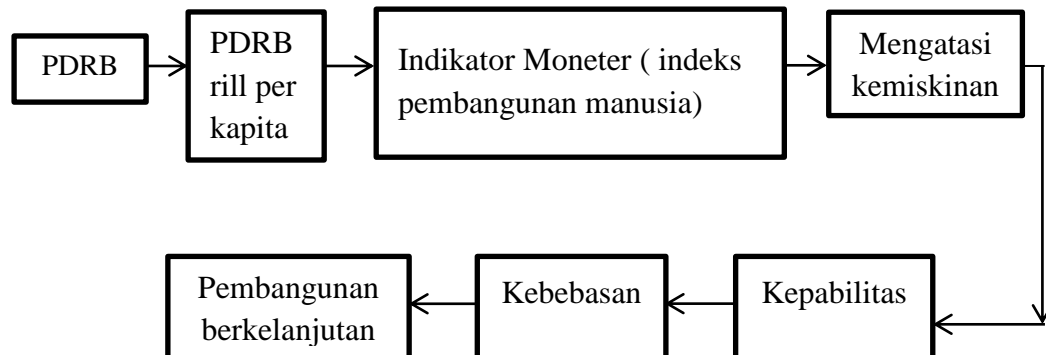 PDRB
PDRB
rill per
kapita
Indikator Moneter ( indeks
pembangunan manusia)
Mengatasi
kemiskinan
Kepabilitas
Kebebasan
Pembangunan
berkelanjutan